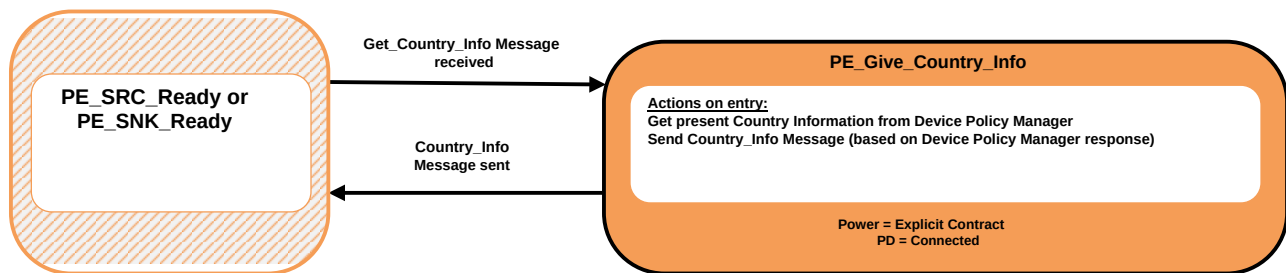 Get_Country_Info Message
received
PE_SRC_Ready or
PE_SNK_Ready
Country_Info
Message sent
PE_Give_Country_Info
Actions on entry:
Get present Country Information from Device Policy Manager
Send Country_Info Message (based on Device Policy Manager response)
Power = Explicit Contract
PD = Connected